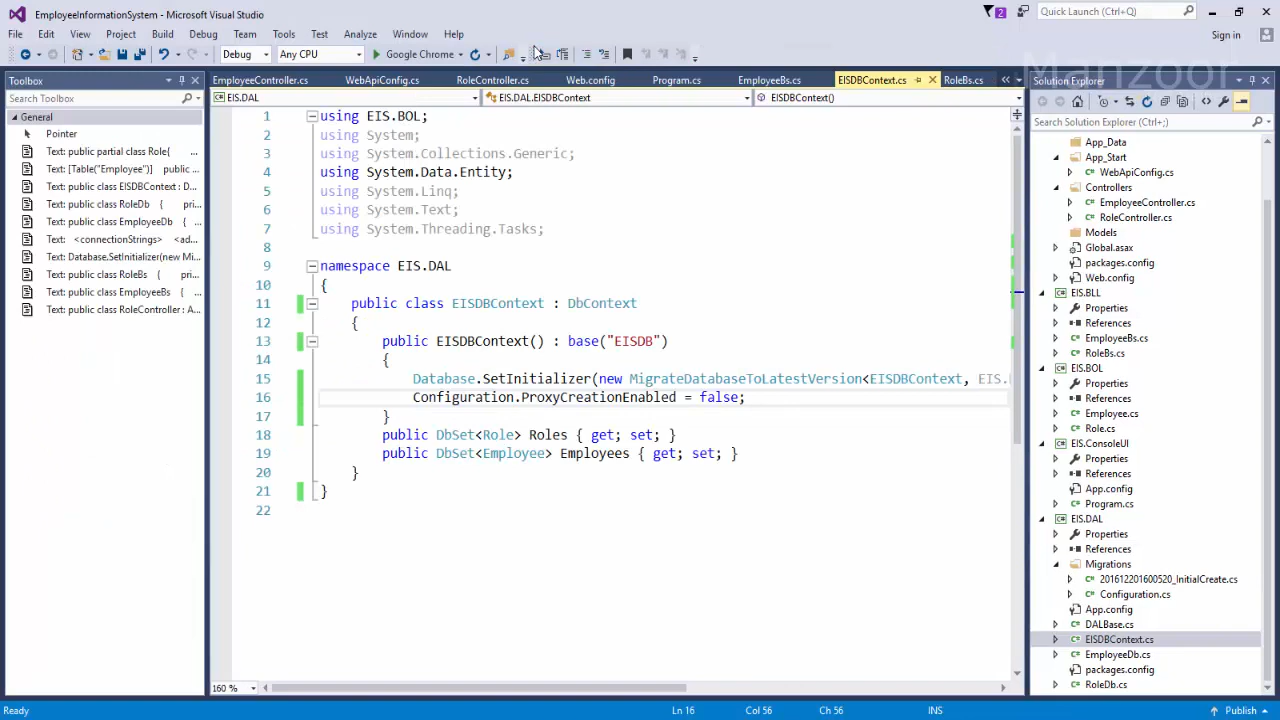 EmployeeInformationSystem - Microsoft Visual Studio
2
Quick Launch (Ctrl+Q)
File Edit View Project Build Debug Team Tools Test Analyze Window Help
Sign in
Debug
Any CPU
Google Chrome
Manzoor
Toolbox
Search Toolbox
General
Pointer
Text: public partial class Role{
Text: [Table("Employee")] public ...
Text: public class EISDBContext : D...
Text: public class RoleDb { pri...
Text: public class EmployeeDb { ...
Text: <connectionStrings> <ad...
Text: Database.SetInitializer(new Mi...
Text: public class RoleBs { pri...
Text: public class EmployeeBs { ...
Text: public class RoleController : A...
EmployeeController.cs
WebApiConfig.cs
RoleController.cs
Web.config
Program.cs
EmployeeBs.cs
EISDBContext.cs
RoleBs.cs
EIS.DAL
EIS.DAL.EISDBContext
EISDBContext()
1 using EIS.BOL;
2 using System;
3 using System.Collections.Generic;
4 using System.Data.Entity;
5 using System.Linq;
6 using System.Text;
7 using System.Threading.Tasks;
8
9 namespace EIS.DAL
10 {
11 public class EISDBContext : DbContext
12 {
13 public EISDBContext() : base("EISDB")
14 {
15 Database.SetInitializer(new MigrateDatabaseToLatestVersion<EISDBContext, EIS.
16 Configuration.ProxyCreationEnabled = false;
17 }
18 public DbSet<Role> Roles { get; set; }
19 public DbSet<Employee> Employees { get; set; }
20 }
21 }
22
160 %
Solution Explorer
Search Solution Explorer (Ctrl+;)
App_Data
App_Start
WebApiConfig.cs
Controllers
EmployeeController.cs
RoleController.cs
Models
Global.asax
packages.config
Web.config
EIS.BLL
Properties
References
EmployeeBs.cs
RoleBs.cs
EIS.BOL
Properties
References
Employee.cs
Role.cs
EIS.ConsoleUI
Properties
References
App.config
Program.cs
EIS.DAL
Properties
References
Migrations
201612201600520_InitialCreate.cs
Configuration.cs
App.config
DALBase.cs
EISDBContext.cs
EmployeeDb.cs
packages.config
RoleDb.cs
Ready
Ln 16
Col 56
Ch 56
INS
Publish